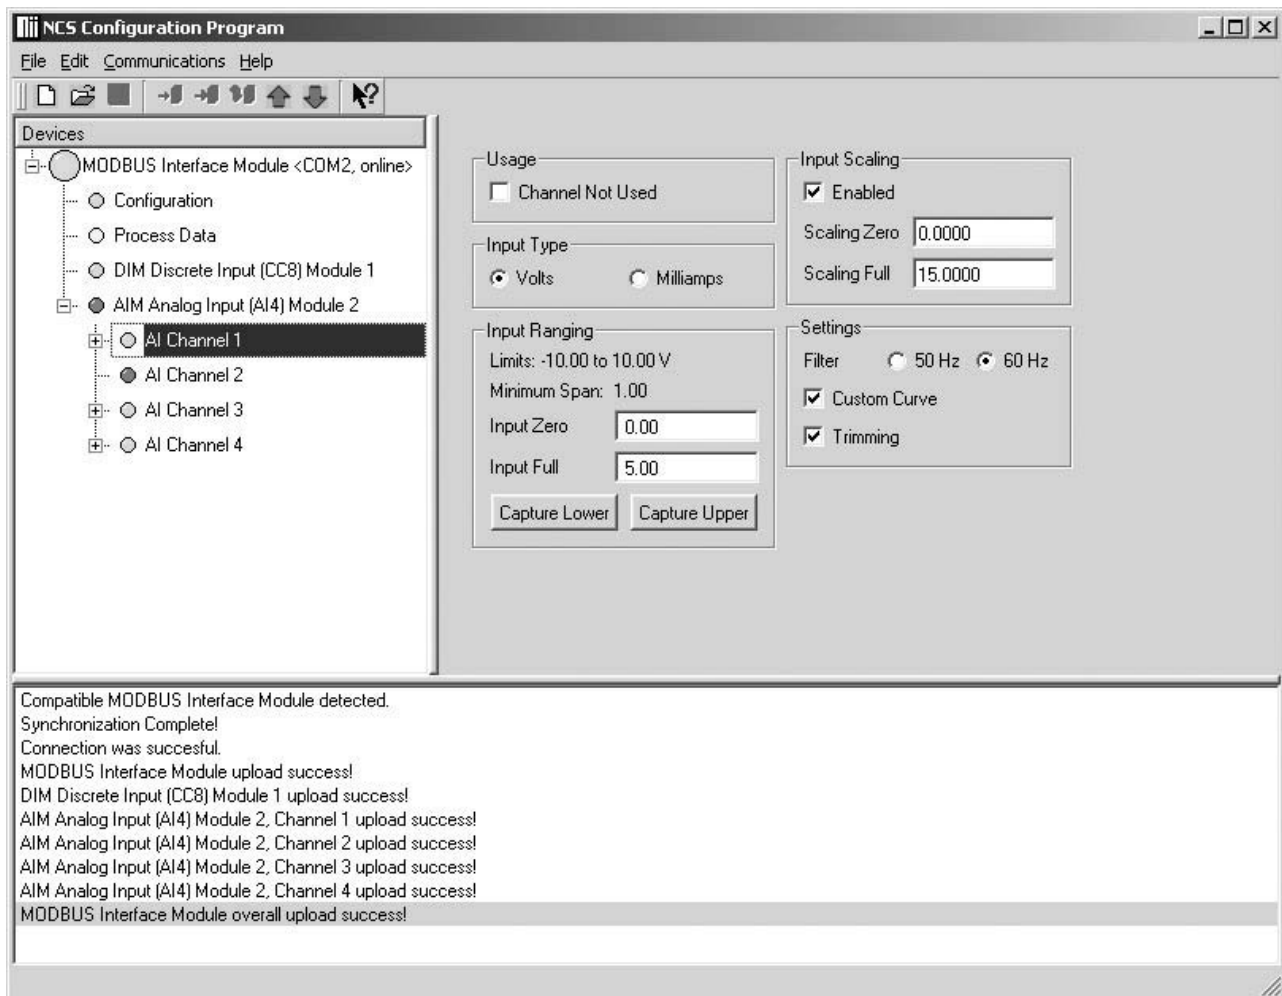 NCS Configuration Program
File Edit Communications Help
Devices
MODBUS Interface Module <COM2, online>
Configuration
Process Data
DIM Discrete Input (CC8) Module 1
AIM Analog Input (AI4) Module 2
AI Channel 1
AI Channel 2
AI Channel 3
AI Channel 4
Usage
Channel Not Used
Input Type
Volts Milliamps
Input Ranging
Limits: -10.00 to 10.00 V
Minimum Span: 1.00
Input Zero 0.00
Input Full 5.00
Capture Lower Capture Upper
Input Scaling
Enabled
Scaling Zero 0.0000
Scaling Full 15.0000
Settings
Filter 50 Hz 60 Hz
Custom Curve
Trimming
Compatible MODBUS Interface Module detected.
Synchronization Complete!
Connection was succesful.
MODBUS Interface Module upload success!
DIM Discrete Input (CC8) Module 1 upload success!
AIM Analog Input (AI4) Module 2, Channel 1 upload success!
AIM Analog Input (AI4) Module 2, Channel 2 upload success!
AIM Analog Input (AI4) Module 2, Channel 3 upload success!
AIM Analog Input (AI4) Module 2, Channel 4 upload success!
MODBUS Interface Module overall upload success!